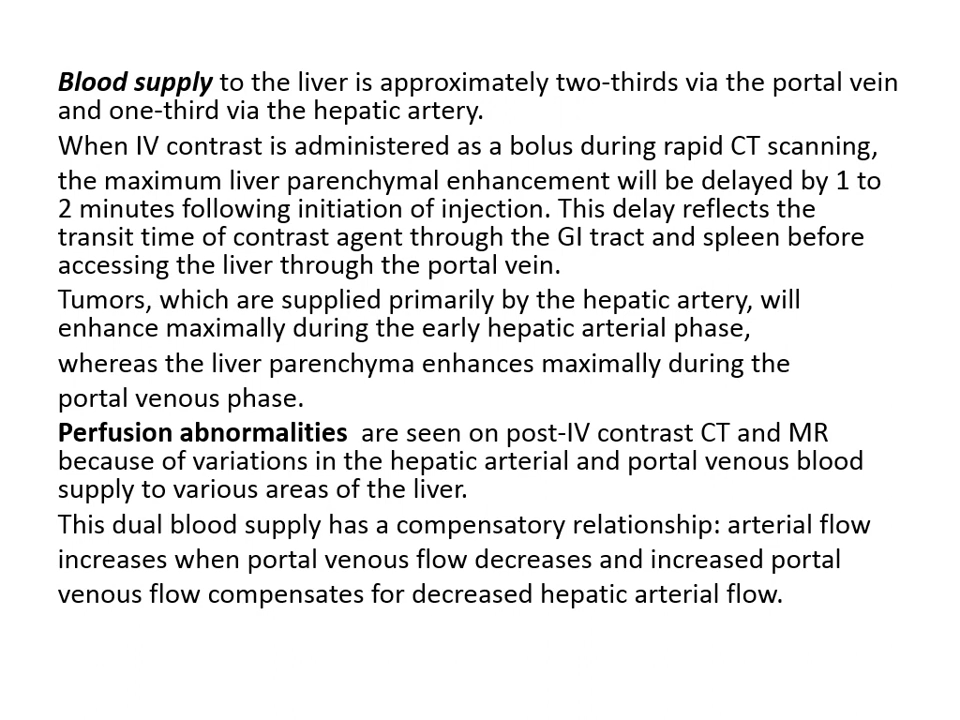 Blood supply to the liver is approximately two-thirds via the portal vein
and one-third via the hepatic artery.
When IV contrast is administered as a bolus during rapid CT scanning,
the maximum liver parenchymal enhancement will be delayed by 1 to
2 minutes following initiation of injection. This delay reflects the
transit time of contrast agent through the GI tract and spleen before
accessing the liver through the portal vein.
Tumors, which are supplied primarily by the hepatic artery, will
enhance maximally during the early hepatic arterial phase,
whereas the liver parenchyma enhances maximally during the
portal venous phase.
Perfusion abnormalities  are seen on post-IV contrast CT and MR
because of variations in the hepatic arterial and portal venous blood
supply to various areas of the liver.
This dual blood supply has a compensatory relationship: arterial flow
increases when portal venous flow decreases and increased portal
venous flow compensates for decreased hepatic arterial flow.